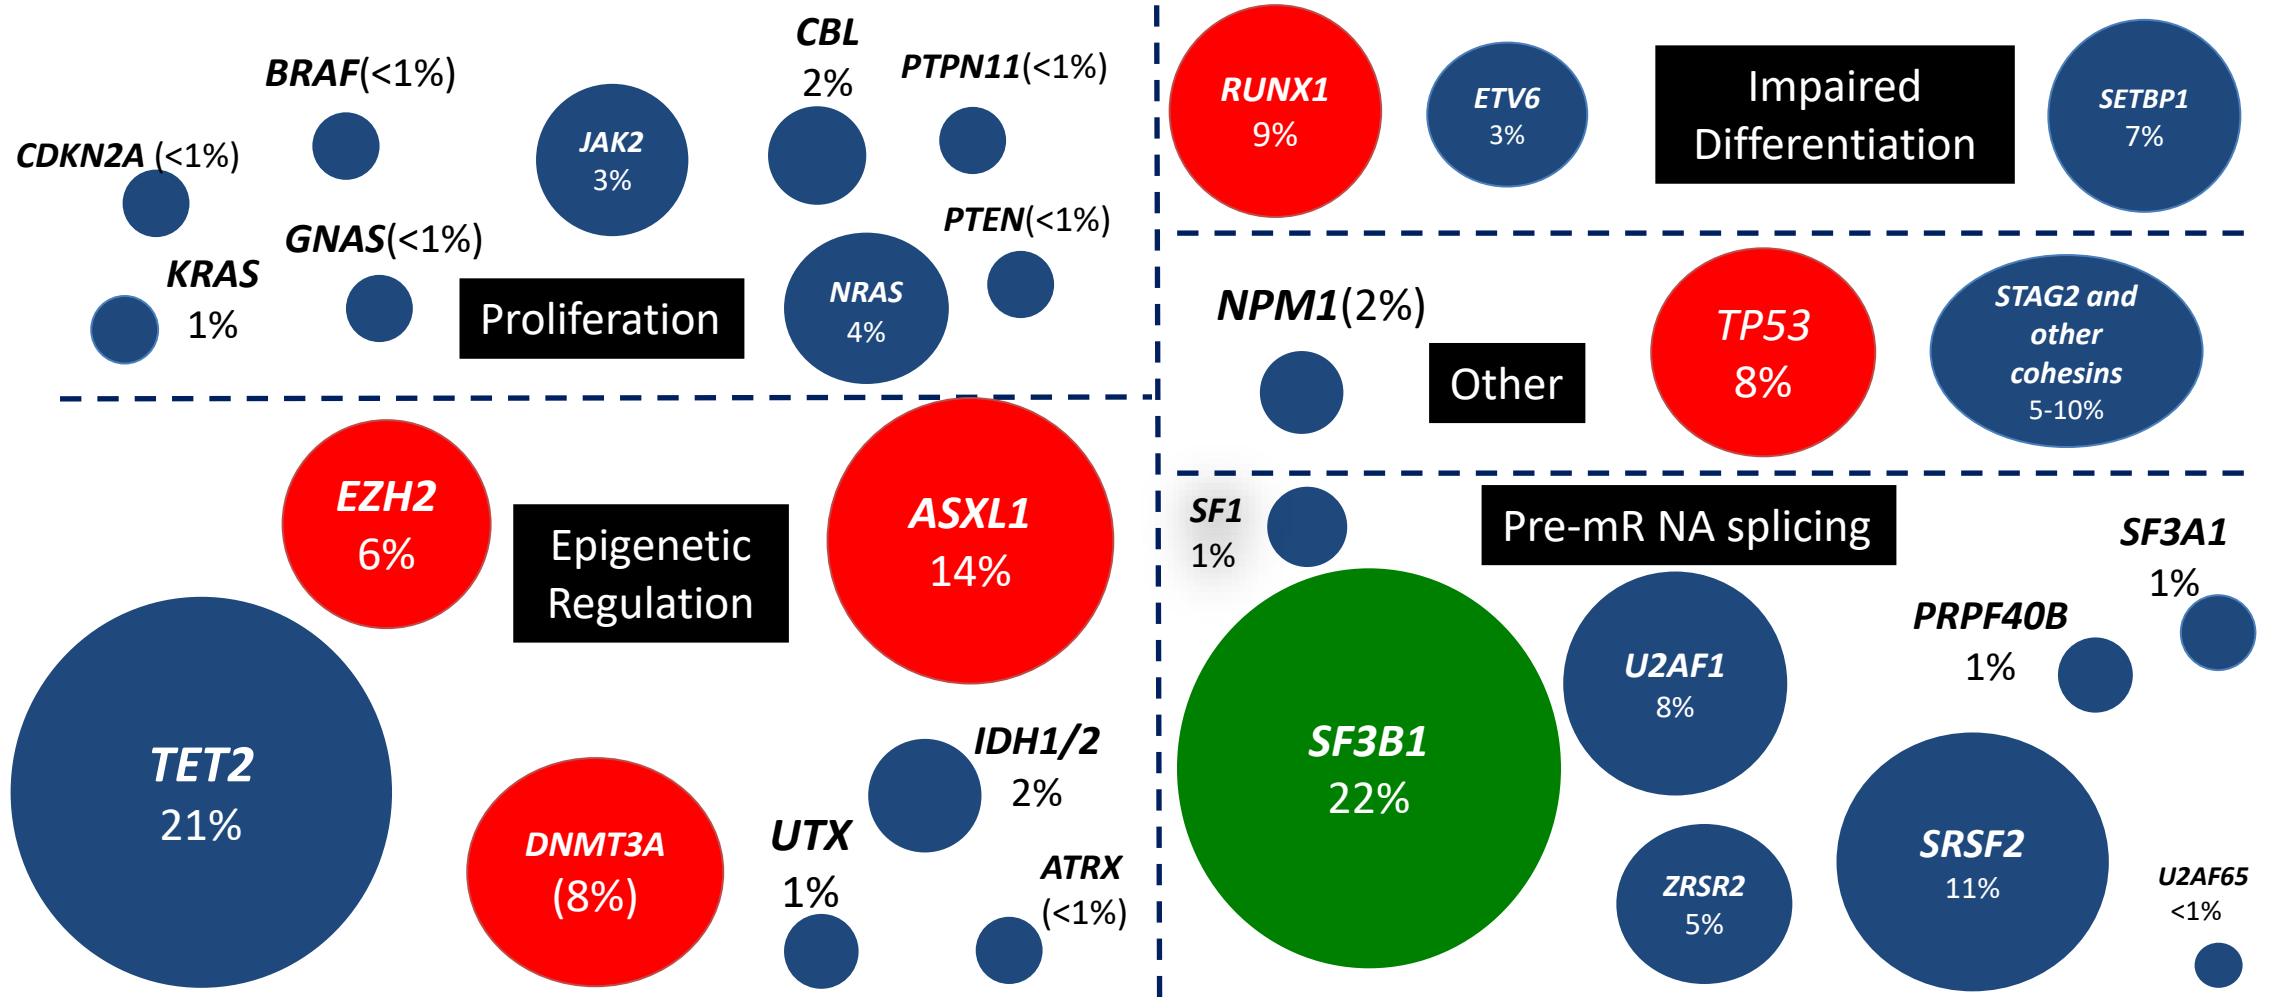 CBL
2%
BRAF(<1%)
PTPN11(<1%)
CDKN2A (<1%)
JAK2
3%
GNAS(<1%)
PTEN(<1%)
KRAS
1%
Proliferation
NRAS
4%
RUNX1
9%
ETV6
3%
Impaired
Differentiation
SETBP1
7%
NPM1(2%)
Other
TP53
8%
STAG2 and
other
cohesins
5-10%
EZH2
6%
Epigenetic
Regulation
ASXL1
14%
TET2
21%
DNMT3A
(8%)
IDH1/2
2%
UTX
1%
ATRX
(<1%)
SF1
1%
Pre-mR NA splicing
SF3A1
1%
PRPF40B
1%
U2AF1
8%
SF3B1
22%
SRSF2
11%
ZRSR2
5%
U2AF65
<1%